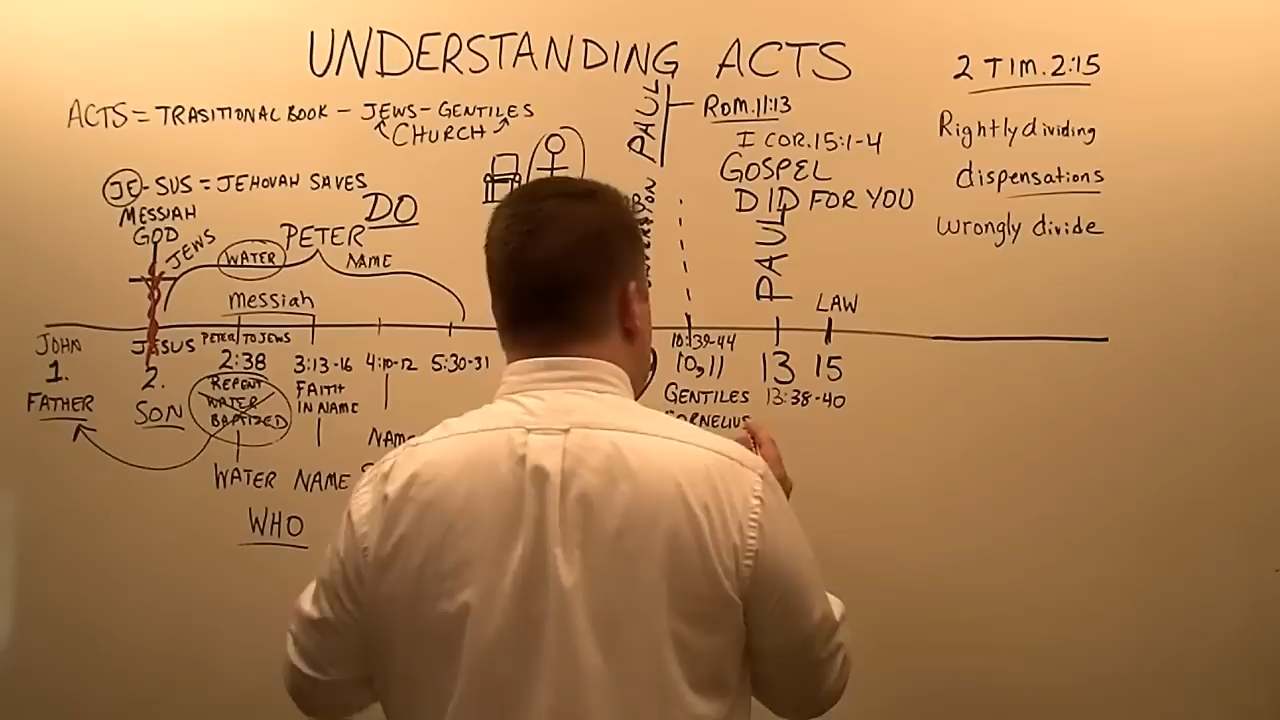 UNDERSTANDING ACTS
2 TIM. 2:15
ACTS = TRASITIONAL BOOK - JEWS - GENTILES
CHURCH
PAUL
Rom. 11:13
I COR. 15:1-4
GOSPEL
DID FOR YOU
Rightly dividing
dispensations
wrongly divide
JE-SUS = JEHOVAH SAVES
MESSIAH
GOD
JEWS
DO
PETER
WATER
NAME
messiah
PAUL
LAW
JOHN
1.
FATHER
JESUS
2.
SON
PETER TO JEWS
2:38
REPENT
WATER
BAPTIZED
WATER
WHO
3:13-16
FAITH
IN NAME
NAME
4:10-12
5:30-31
10:39-44
10,11
GENTILES
13
13:38-40
15